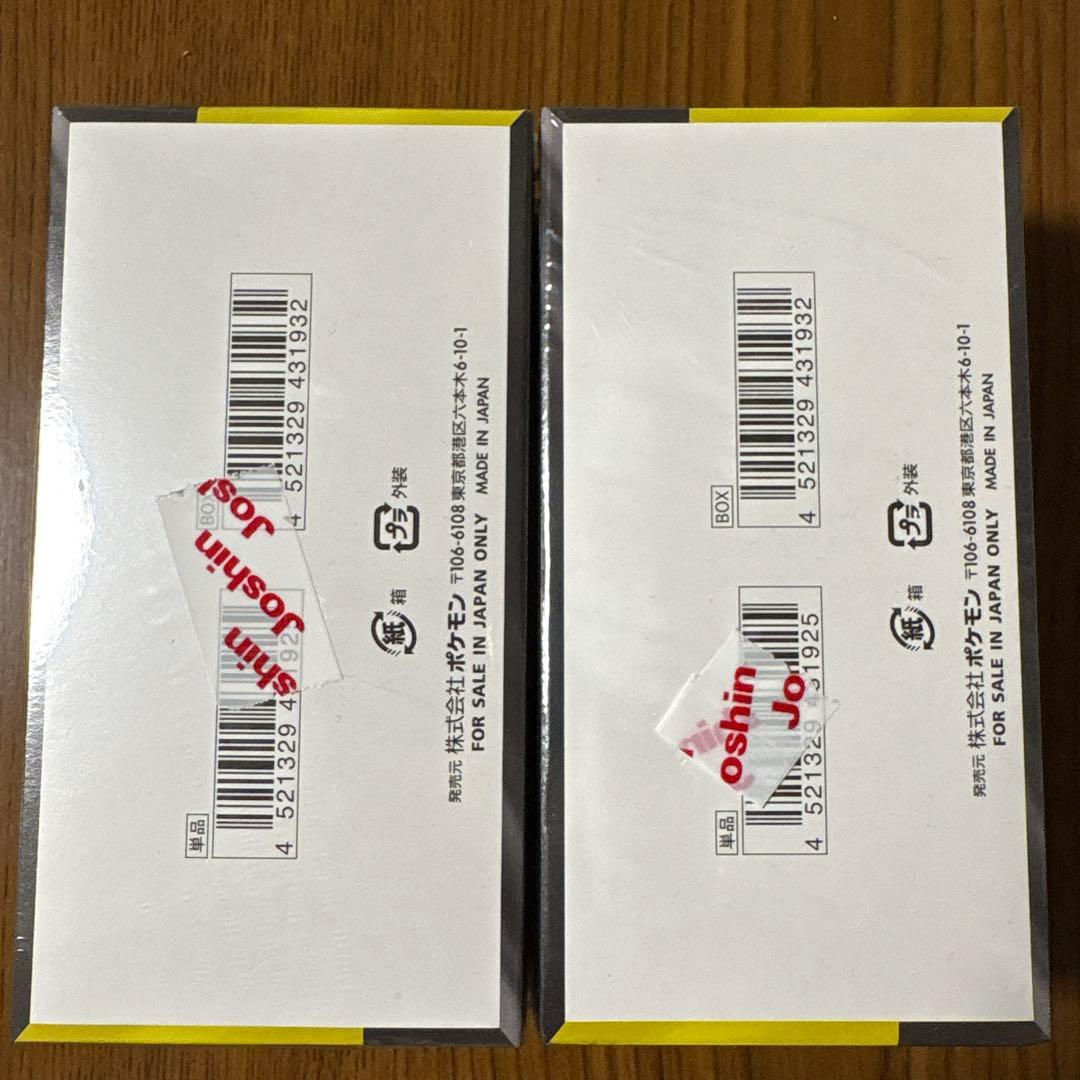 BOX
4 521329 431932
Jos
Joshin
Joshin
shin
単品
4 521329 4 1925
プラ 外装
紙 箱
発売元 株式会社ポケモン 〒106-6108 東京都港区六本木6-10-1
FOR SALE IN JAPAN ONLY MADE IN JAPAN
BOX
4 521329 431932
単品
4 521329 431925
oshin
Jo
プラ 外装
紙 箱
発売元 株式会社ポケモン 〒106-6108 東京都港区六本木6-10-1
FOR SALE IN JAPAN ONLY MADE IN JAPAN